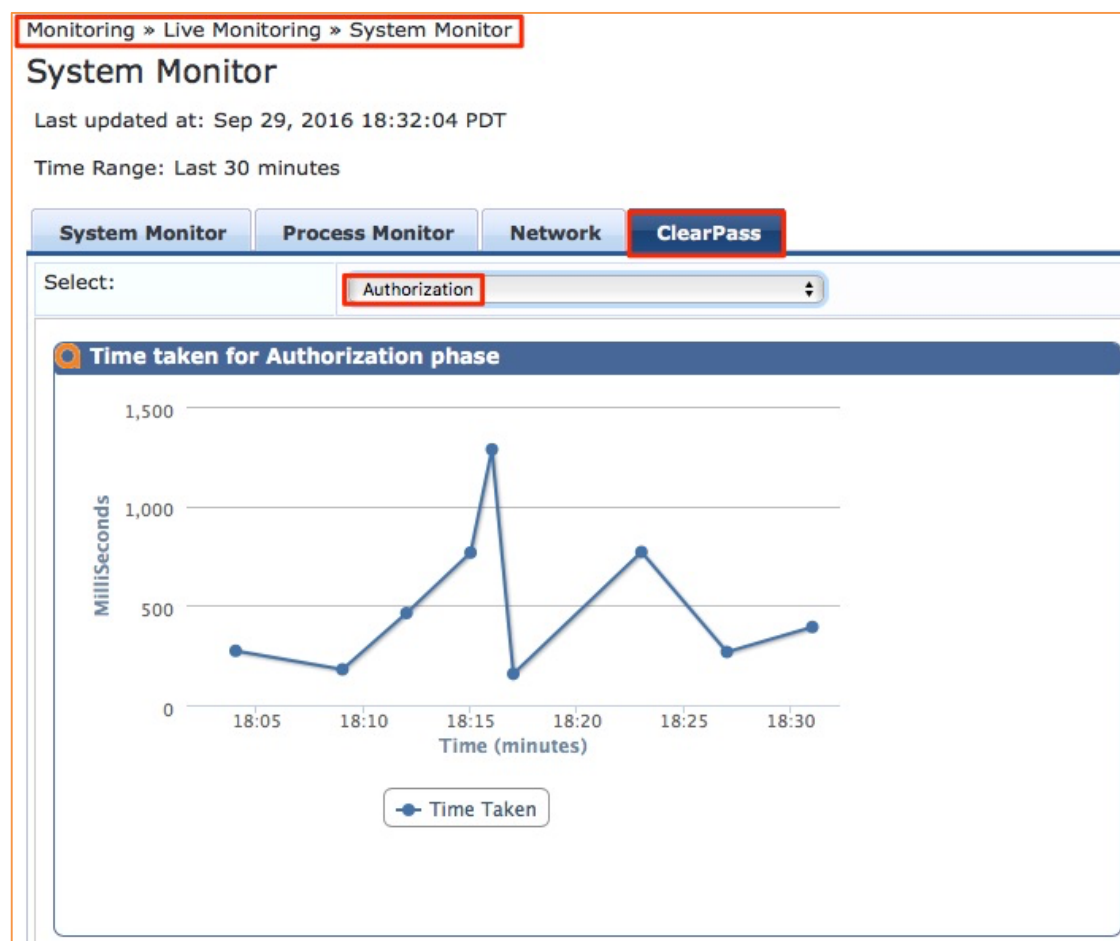 Monitoring » Live Monitoring » System Monitor
System Monitor
Last updated at: Sep 29, 2016 18:32:04 PDT
Time Range: Last 30 minutes
System Monitor Process Monitor Network ClearPass
Select: Authorization
Time taken for Authorization phase
1,500
1,000
500
0
MilliSeconds
18:05 18:10 18:15 18:20 18:25 18:30
Time (minutes)
Time Taken